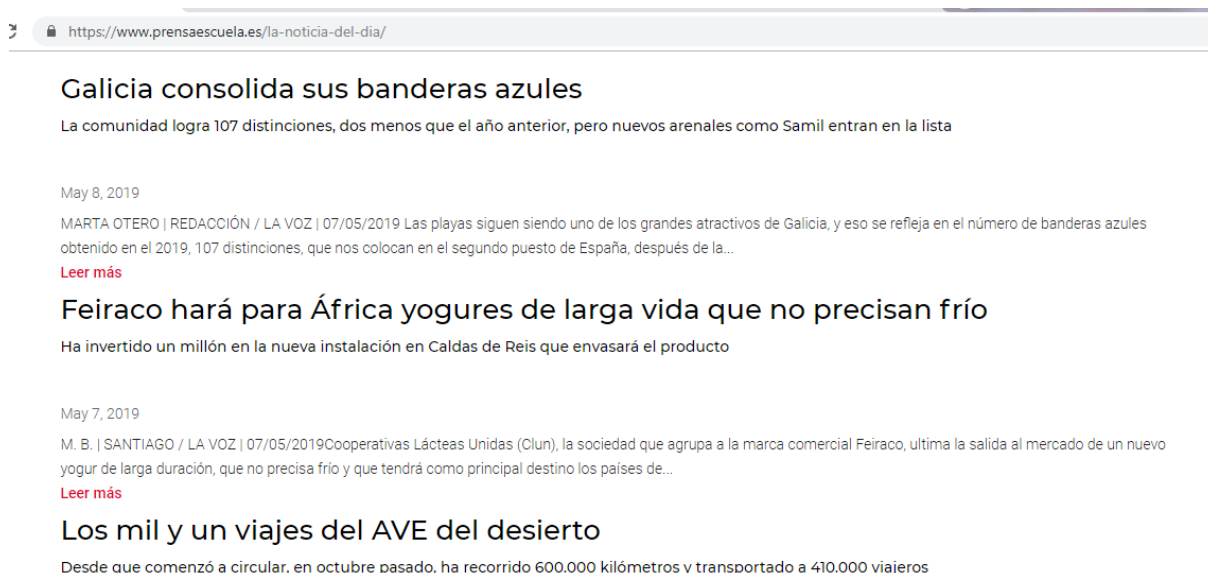 https://www.prensaescuela.es/la-noticia-del-dia/
Galicia consolida sus banderas azules
La comunidad logra 107 distinciones, dos menos que el año anterior, pero nuevos arenales como Samil entran en la lista
May 8, 2019
MARTA OTERO | REDACCIÓN / LA VOZ | 07/05/2019 Las playas siguen siendo uno de los grandes atractivos de Galicia, y eso se refleja en el número de banderas azules
obtenido en el 2019, 107 distinciones, que nos colocan en el segundo puesto de España, después de la...
Leer más
Feiraco hará para África yogures de larga vida que no precisan frío
Ha invertido un millón en la nueva instalación en Caldas de Reis que envasará el producto
May 7, 2019
M. B. | SANTIAGO / LA VOZ | 07/05/2019Cooperativas Lácteas Unidas (Clun), la sociedad que agrupa a la marca comercial Feiraco, ultima la salida al mercado de un nuevo
yogur de larga duración, que no precisa frío y que tendrá como principal destino los países de...
Leer más
Los mil y un viajes del AVE del desierto
Desde que comenzó a circular, en octubre pasado, ha recorrido 600.000 kilómetros y transportado a 410.000 viajeros